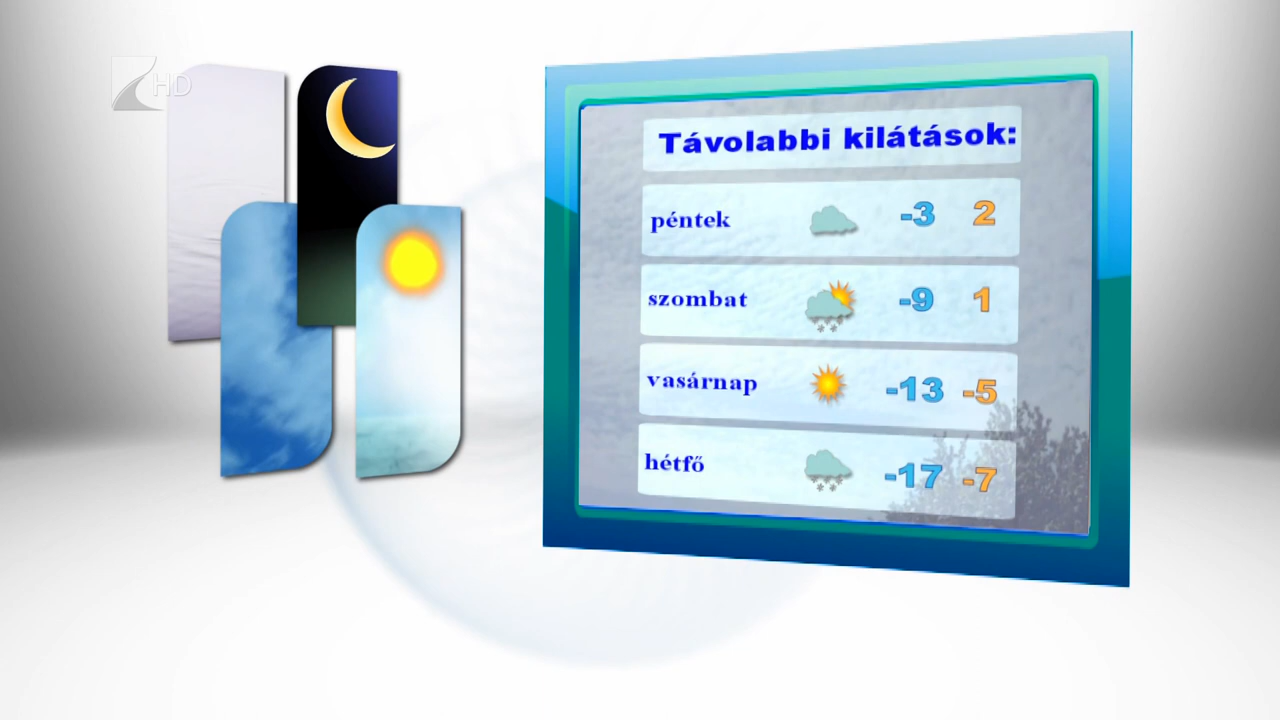 HD
Távolabbi kilátások:
péntek -3 2
szombat -9 1
vasárnap -13 -5
hétfő -17 -7